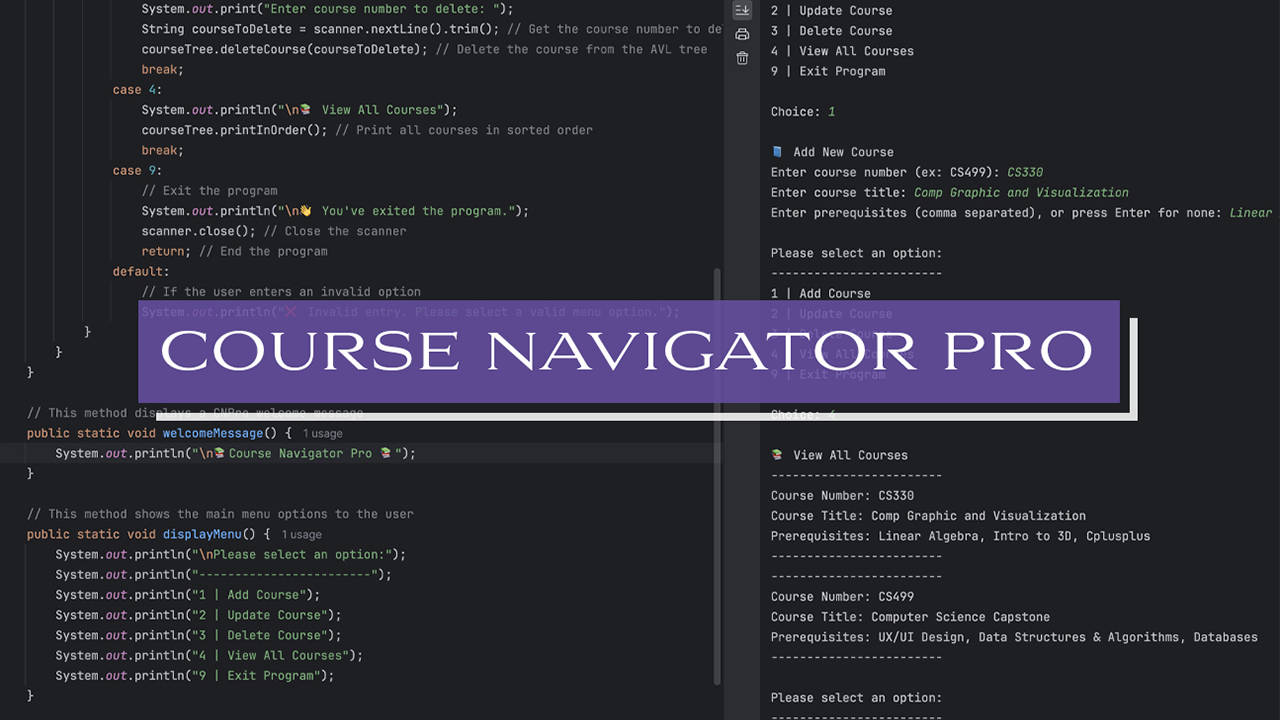 System.out.print("Enter course number to delete: ");
String courseToDelete = scanner.nextLine().trim(); // Get the course number to de
courseTree.deleteCourse(courseToDelete); // Delete the course from the AVL tree
break;
case 4:
System.out.println("\n📚 View All Courses");
courseTree.printInOrder(); // Print all courses in sorted order
break;
case 9:
// Exit the program
System.out.println("\n👋 You've exited the program.");
scanner.close(); // Close the scanner
return; // End the program
default:
// If the user enters an invalid option
System.out.println("❌ Invalid entry. Please select a valid menu option.");
}
}
}
// This method displays a CNPro welcome message
public static void welcomeMessage() { 1 usage
System.out.println("\n📚Course Navigator Pro 📚");
}
// This method shows the main menu options to the user
public static void displayMenu() { 1 usage
System.out.println("\nPlease select an option:");
System.out.println("------------------------");
System.out.println("1 | Add Course");
System.out.println("2 | Update Course");
System.out.println("3 | Delete Course");
System.out.println("4 | View All Courses");
System.out.println("9 | Exit Program");
}
COURSE NAVIGATOR PRO
2 | Update Course
3 | Delete Course
4 | View All Courses
9 | Exit Program
Choice: 1
📘 Add New Course
Enter course number (ex: CS499): CS330
Enter course title: Comp Graphic and Visualization
Enter prerequisites (comma separated), or press Enter for none: Linear
Please select an option:
------------------------
1 | Add Course
2 | Update Course
3 | Delete Course
4 | View All Courses
9 | Exit Program
Choice: 4
📚 View All Courses
------------------------
Course Number: CS330
Course Title: Comp Graphic and Visualization
Prerequisites: Linear Algebra, Intro to 3D, Cplusplus
------------------------
------------------------
Course Number: CS499
Course Title: Computer Science Capstone
Prerequisites: UX/UI Design, Data Structures & Algorithms, Databases
------------------------
Please select an option:
------------------------